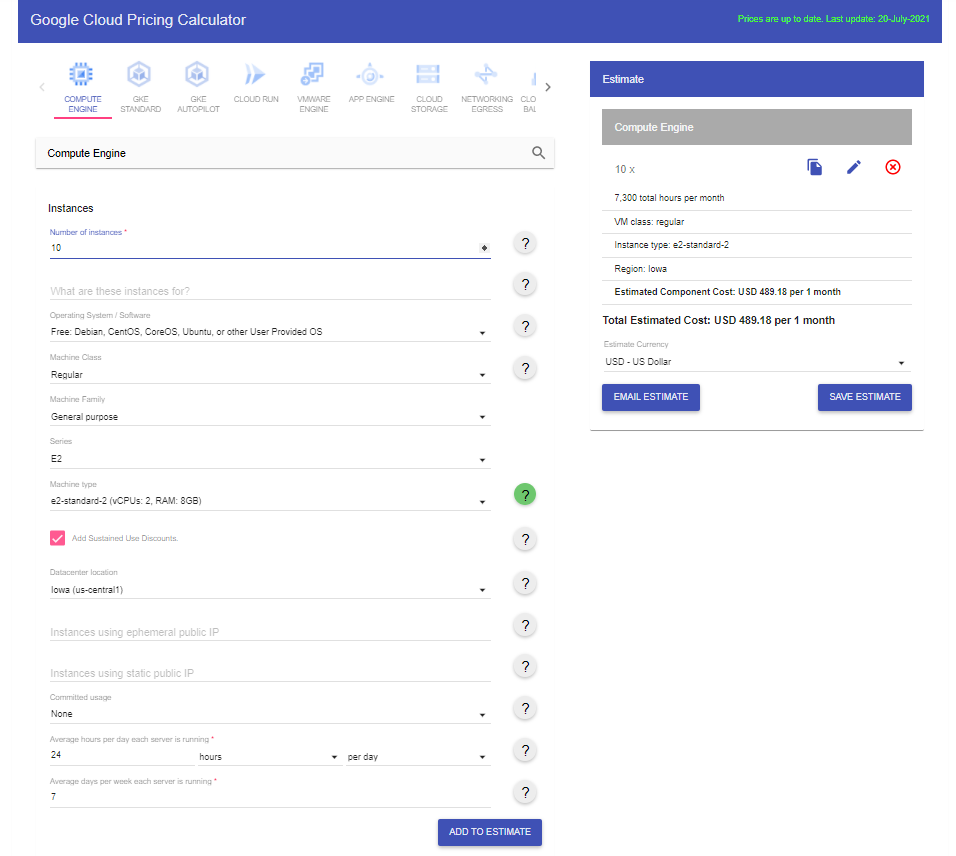 Google Cloud Pricing Calculator
Prices are up to date. Last update: 20-July-2021
COMPUTE ENGINE
GKE STANDARD
GKE AUTOPILOT
CLOUD RUN
VMWARE ENGINE
APP ENGINE
CLOUD STORAGE
NETWORKING EGRESS
CLO
BAL
Compute Engine
Instances
Number of instances *
10
?
What are these instances for?
?
Operating System / Software
Free: Debian, CentOS, CoreOS, Ubuntu, or other User Provided OS
?
Machine Class
Regular
?
Machine Family
General purpose
Series
E2
Machine type
e2-standard-2 (vCPUs: 2, RAM: 8GB)
?
Add Sustained Use Discounts.
?
Datacenter location
Iowa (us-central1)
?
Instances using ephemeral public IP
?
Instances using static public IP
?
Committed usage
None
?
Average hours per day each server is running *
24 hours per day
?
Average days per week each server is running *
7
?
ADD TO ESTIMATE
Estimate
Compute Engine
10 x
7,300 total hours per month
VM class: regular
Instance type: e2-standard-2
Region: Iowa
Estimated Component Cost: USD 489.18 per 1 month
Total Estimated Cost: USD 489.18 per 1 month
Estimate Currency
USD - US Dollar
EMAIL ESTIMATE
SAVE ESTIMATE